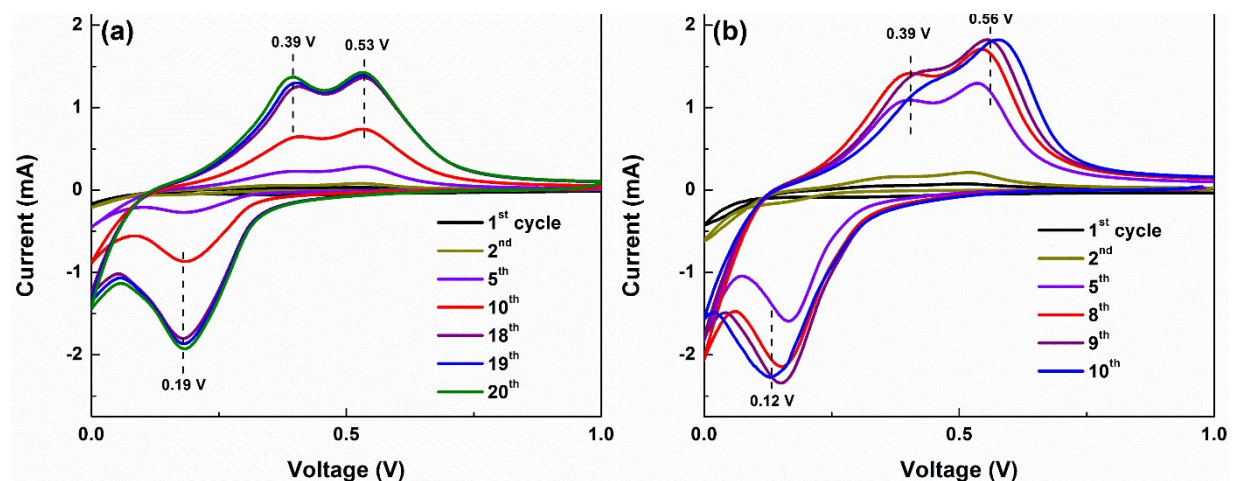 (a)
0.39 V
0.53 V
2
1
0
-1
-2
Current (mA)
1st cycle
2nd
5th
10th
18th
19th
20th
0.19 V
0.0
0.5
1.0
Voltage (V)
(b)
0.39 V
0.56 V
2
1
0
-1
-2
Current (mA)
1st cycle
2nd
5th
8th
9th
10th
0.12 V
0.0
0.5
1.0
Voltage (V)